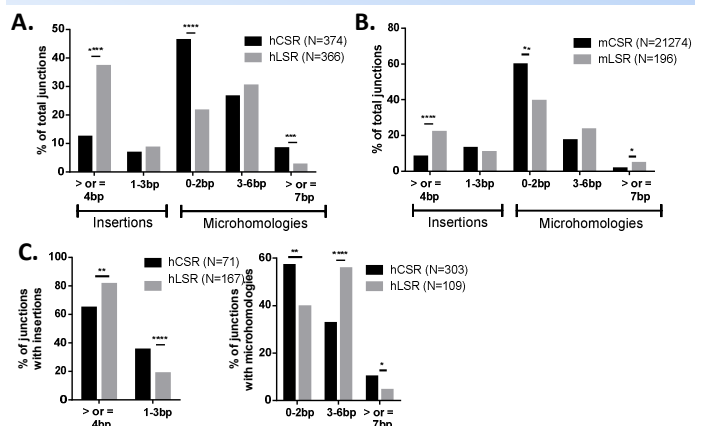 A.
50
40
30
20
10
0
% of total junctions
****
****
***
hCSR (N=374)
hLSR (N=366)
> or =
4bp
1-3bp
0-2bp
3-6bp
> or =
7bp
Insertions
Microhomologies
B.
80
60
40
20
0
% of total junctions
****
**
*
mCSR (N=21274)
mLSR (N=196)
> or =
4bp
1-3bp
0-2bp
3-6bp
> or =
7bp
Insertions
Microhomologies
C.
100
80
60
40
20
0
% of junctions
with insertions
**
****
hCSR (N=71)
hLSR (N=167)
> or =
4bp
1-3bp
60
40
20
0
% of junctions
with microhomologies
**
****
*
hCSR (N=303)
hLSR (N=109)
0-2bp
3-6bp
> or =
7bp